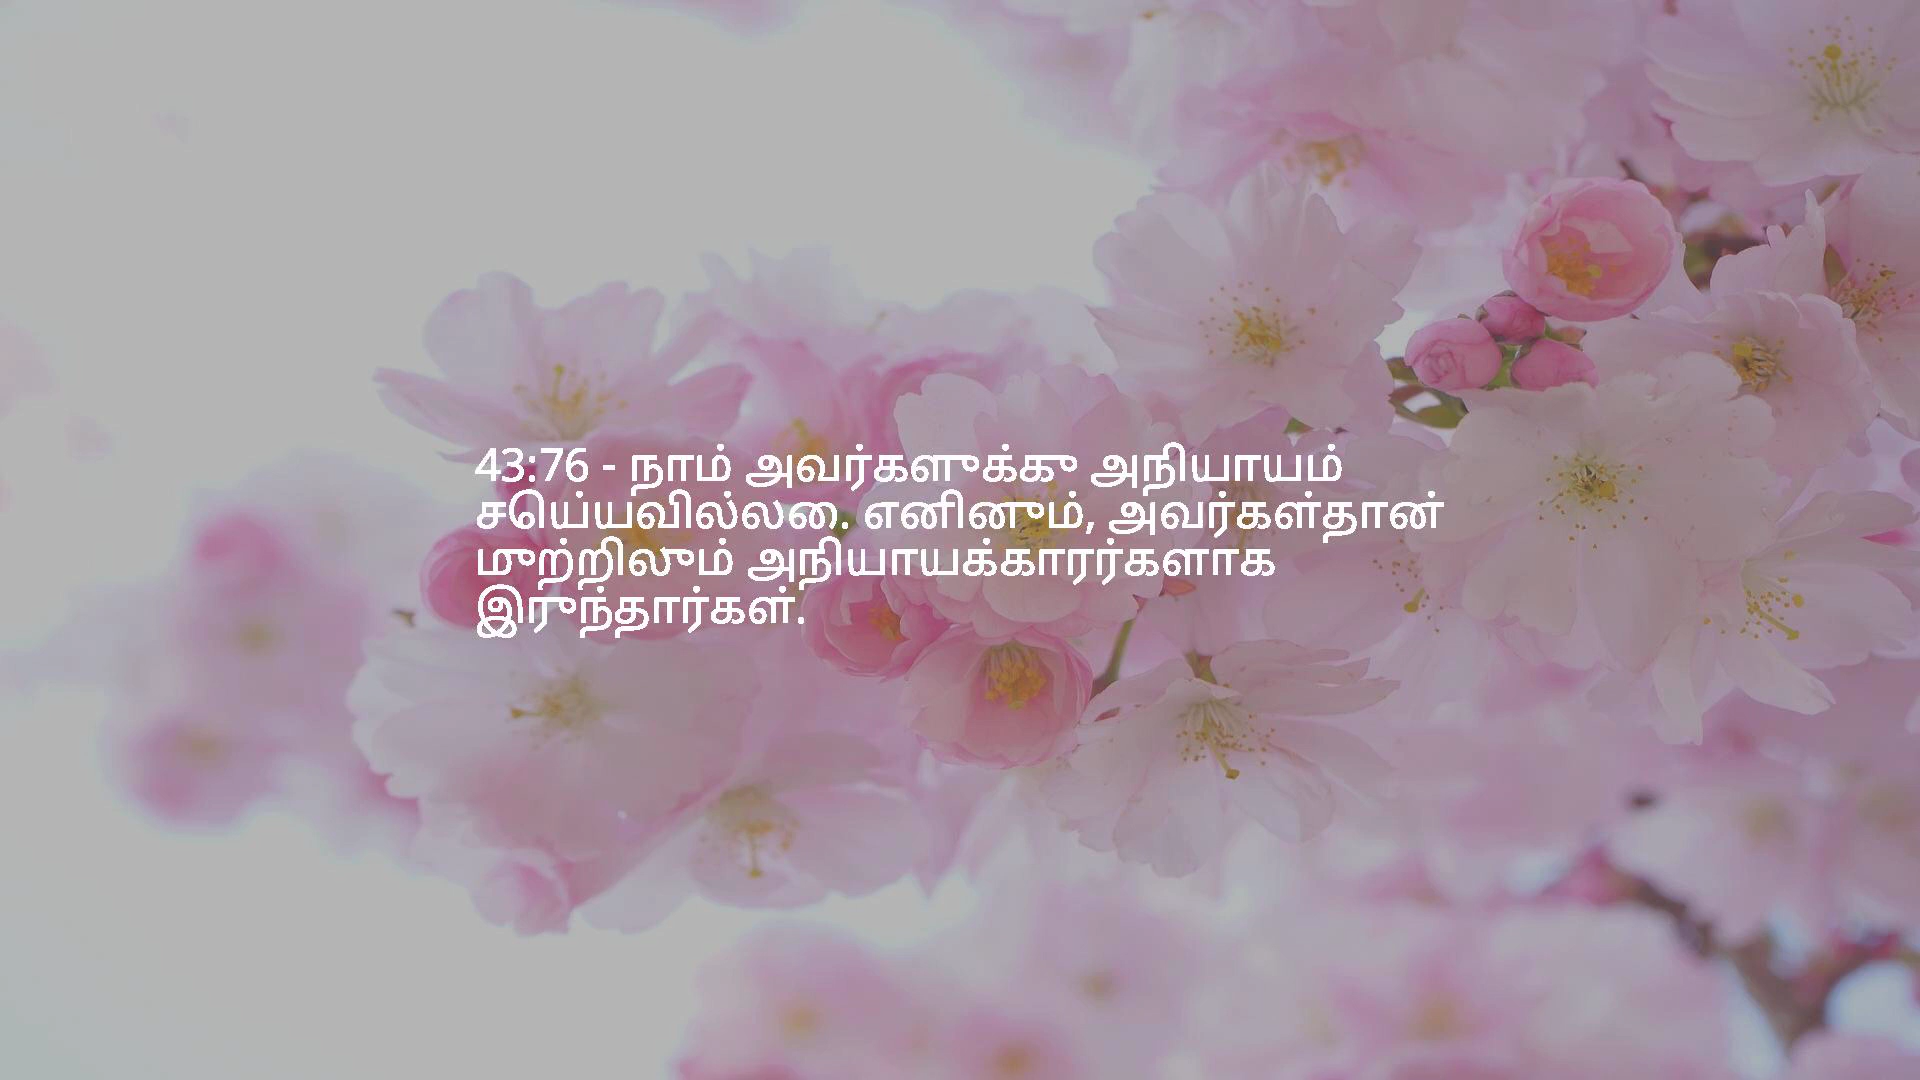 43:76 - நாம் அவர்களுக்கு அநியாயம்
செய்யவில்லை. எனினும், அவர்கள்தான்
முற்றிலும் அநியாயக்காரர்களாக
இருந்தார்கள்.